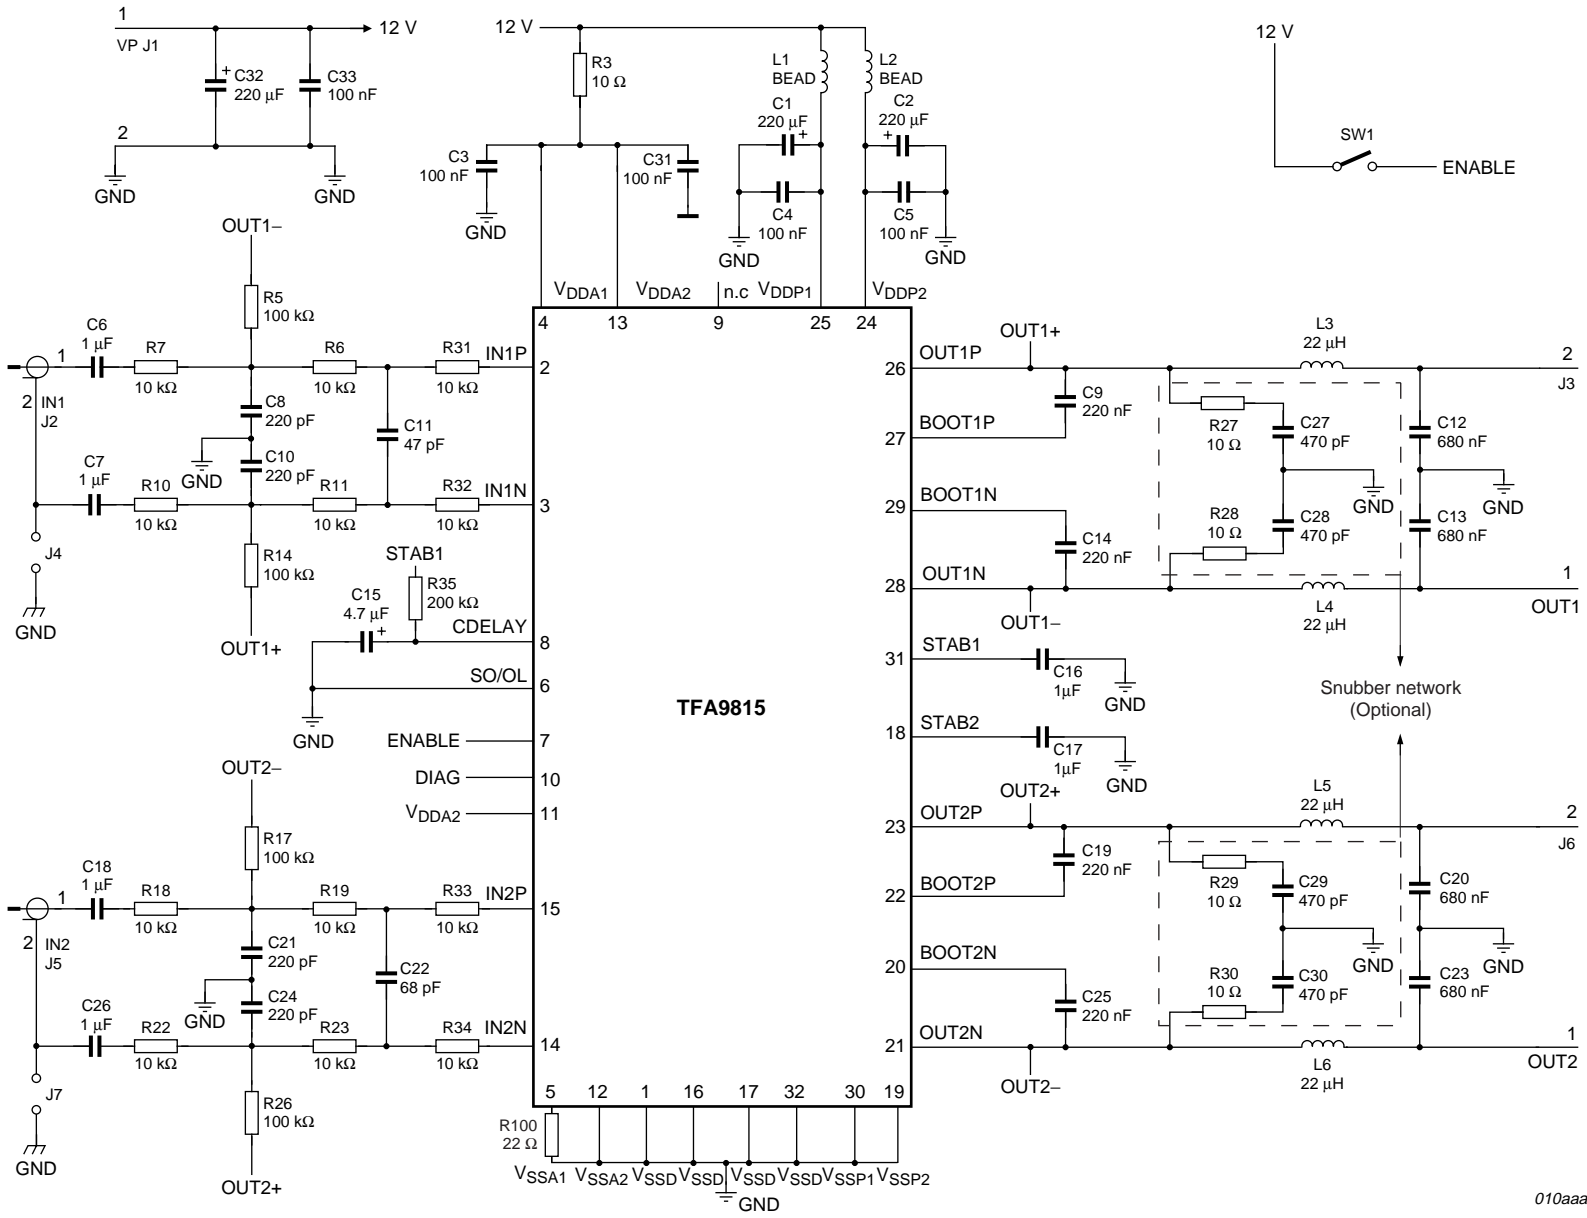 1
12 V
VP J1
C32
220 µF
+
C33
100 nF
2
GND
GND
12 V
R3
10 Ω
L1
BEAD
L2
BEAD
C1
220 µF
+
C2
220 µF
+
C3
100 nF
C31
100 nF
C4
100 nF
C5
100 nF
GND
GND
GND
12 V
SW1
ENABLE
VDDA1
VDDA2
n.c
VDDP1
VDDP2
4
13
9
25
24
OUT1−
R5
100 kΩ
C6
1 µF
1
R7
10 kΩ
R6
10 kΩ
R31
10 kΩ
IN1P
2
2
IN1
J2
C8
220 pF
C11
47 pF
GND
C10
220 pF
C7
1 µF
R10
10 kΩ
R11
10 kΩ
R32
10 kΩ
IN1N
3
J4
GND
R14
100 kΩ
OUT1+
STAB1
R35
200 kΩ
C15
4.7 µF
+
CDELAY
8
SO/OL
6
GND
ENABLE
7
DIAG
10
VDDA2
11
TFA9815
OUT2−
R17
100 kΩ
C18
1 µF
1
R18
10 kΩ
R19
10 kΩ
R33
10 kΩ
IN2P
15
2
IN2
J5
C21
220 pF
C22
68 pF
GND
C24
220 pF
C26
1 µF
R22
10 kΩ
R23
10 kΩ
R34
10 kΩ
IN2N
14
J7
GND
R26
100 kΩ
OUT2+
26
OUT1P
OUT1+
L3
22 µH
2
J3
C9
220 nF
27
BOOT1P
R27
10 Ω
C27
470 pF
C12
680 nF
GND
GND
29
BOOT1N
C14
220 nF
R28
10 Ω
C28
470 pF
C13
680 nF
28
OUT1N
OUT1−
L4
22 µH
1
OUT1
31
STAB1
C16
1µF
GND
Snubber network
(Optional)
18
STAB2
C17
1µF
GND
23
OUT2P
OUT2+
L5
22 µH
2
J6
C19
220 nF
22
BOOT2P
R29
10 Ω
C29
470 pF
C20
680 nF
GND
GND
20
BOOT2N
C25
220 nF
R30
10 Ω
C30
470 pF
C23
680 nF
21
OUT2N
OUT2−
L6
22 µH
1
OUT2
5
12
1
16
17
32
30
19
R100
22 Ω
VSSA1
VSSA2
VSSD
VSSD
VSSD
VSSD
VSSP1
VSSP2
GND
010aaa